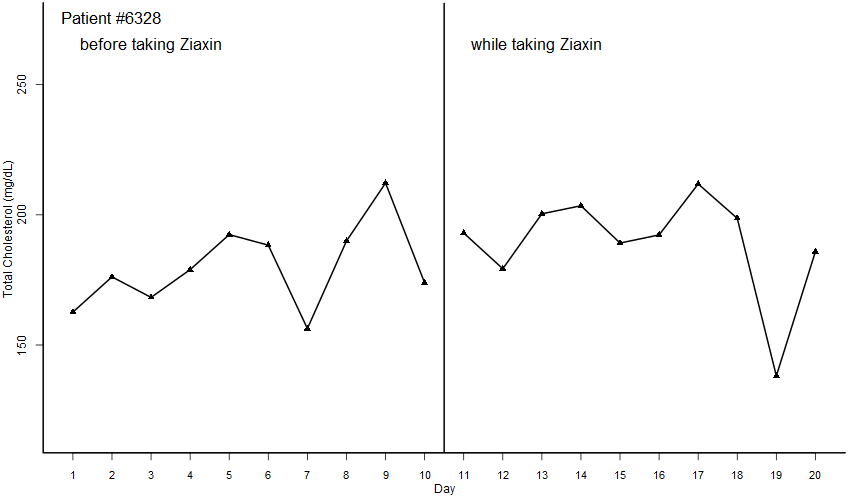 Patient #6328
before taking Ziaxin
while taking Ziaxin
Total Cholesterol (mg/dL)
250
200
150
1 2 3 4 5 6 7 8 9 10 11 12 13 14 15 16 17 18 19 20
Day